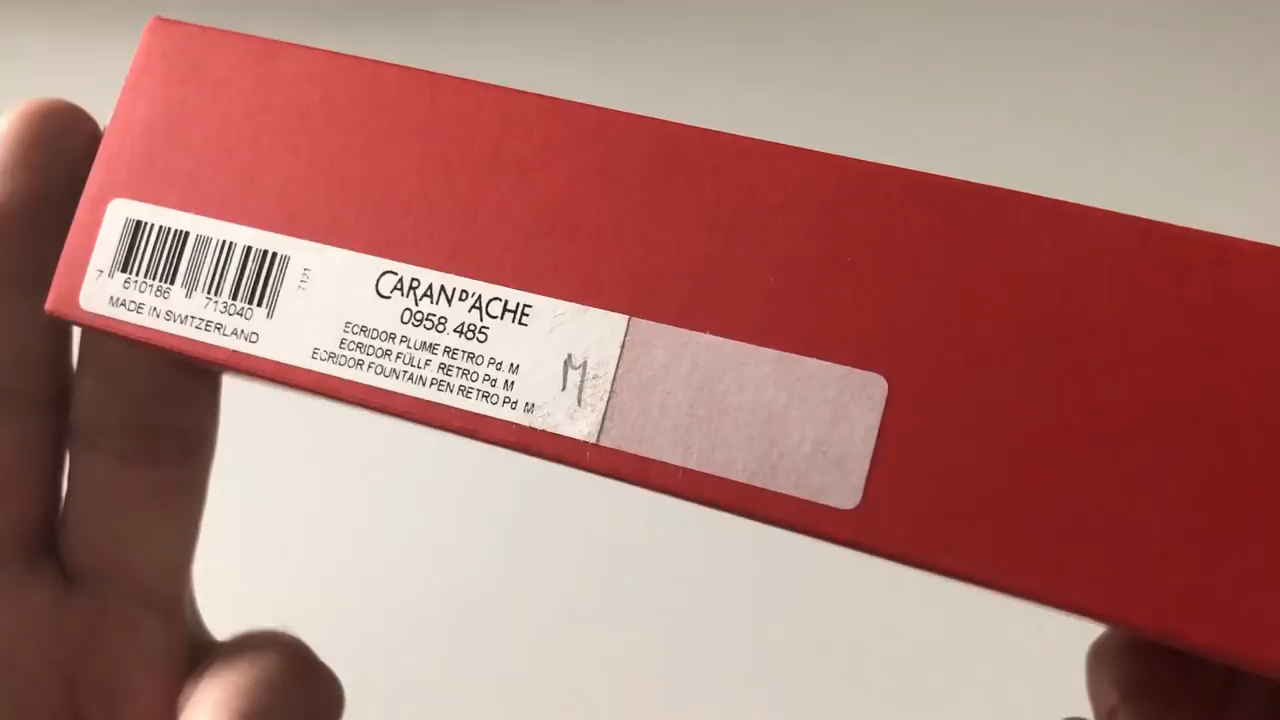 7 610186 713040
7121
MADE IN SWITZERLAND
CARAN D'ACHE
0958.485
ECRIDOR PLUME RETRO Pd. M
ECRIDOR FÜLLF. RETRO Pd. M
ECRIDOR FOUNTAIN PEN RETRO Pd M
M